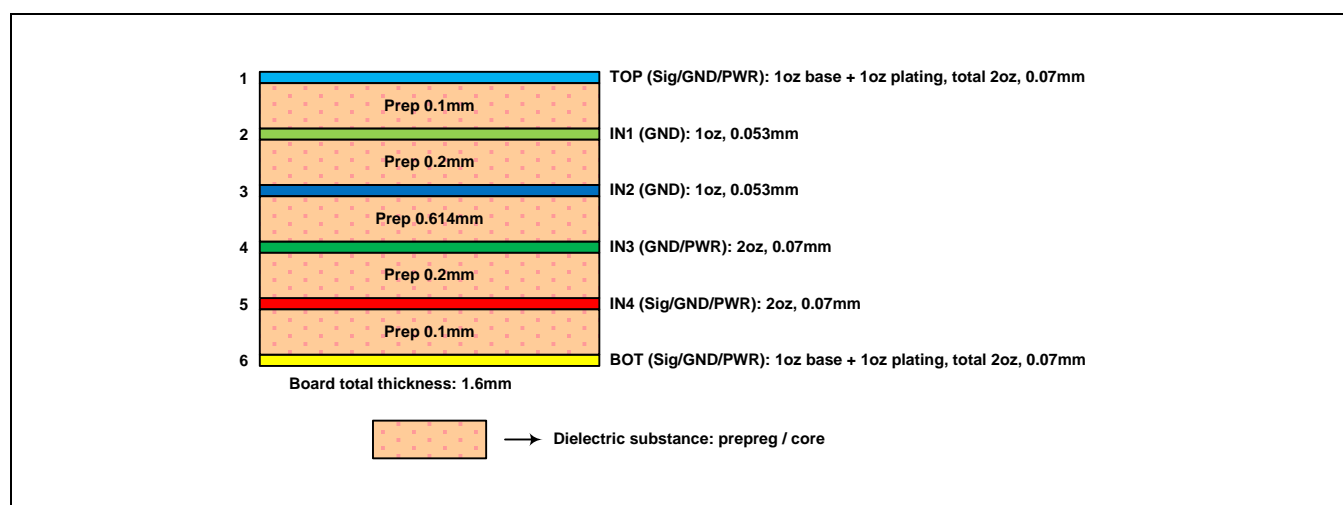 1
TOP (Sig/GND/PWR): 1oz base + 1oz plating, total 2oz, 0.07mm
Prep 0.1mm
2
IN1 (GND): 1oz, 0.053mm
Prep 0.2mm
3
IN2 (GND): 1oz, 0.053mm
Prep 0.614mm
4
IN3 (GND/PWR): 2oz, 0.07mm
Prep 0.2mm
5
IN4 (Sig/GND/PWR): 2oz, 0.07mm
Prep 0.1mm
6
BOT (Sig/GND/PWR): 1oz base + 1oz plating, total 2oz, 0.07mm
Board total thickness: 1.6mm
Dielectric substance: prepreg / core